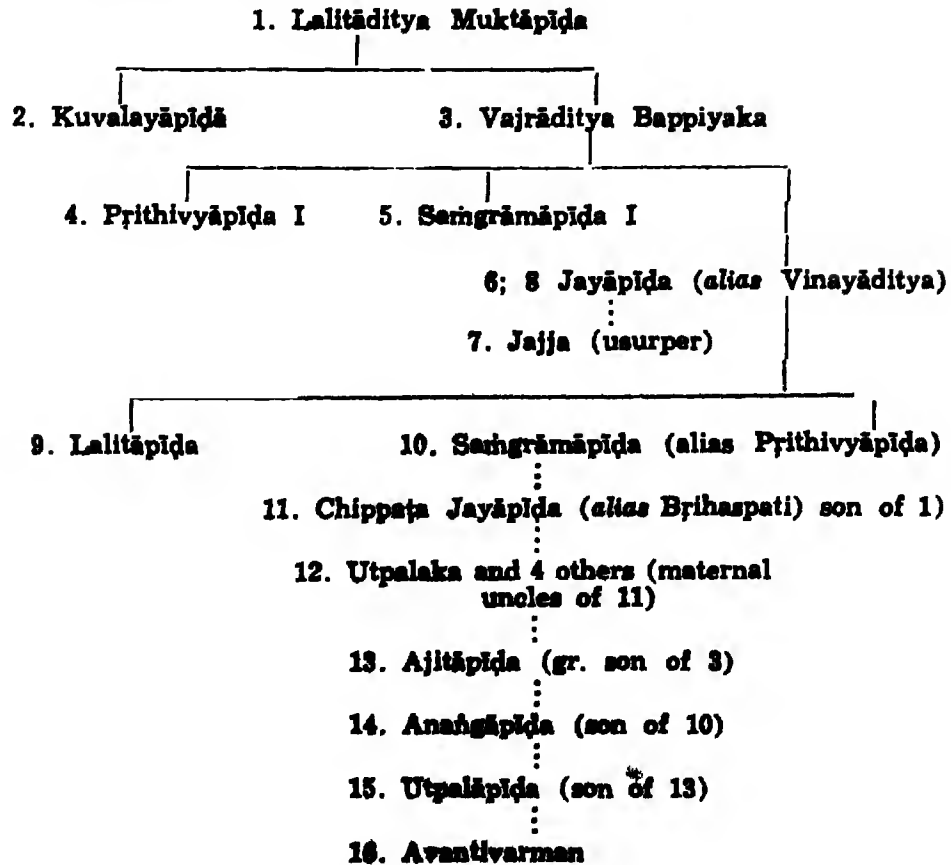 1. Lalitāditya Muktāpīḍa
2. Kuvalayāpīḍā 3. Vajrāditya Bappiyaka
4. Pṛithivyāpīḍa I 5. Saṁgrāmāpīḍa I
6; 8 Jayāpīḍa (alias Vinayāditya)
7. Jajja (usurper)
9. Lalitāpīḍa 10. Saṁgrāmāpīḍa (alias Pṛithivyāpīḍa)
11. Chippaṭa Jayāpīḍa (alias Bṛihaspati) son of 1)
12. Utpalaka and 4 others (maternal
uncles of 11)
13. Ajitāpīḍa (gr. son of 3)
14. Anaṅgāpīḍa (son of 10)
15. Utpalāpīḍa (son of 13)
16. Avantivarman